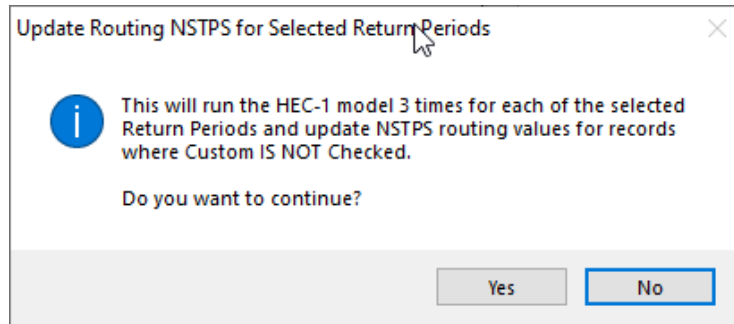 Update Routing NSTPS for Selected Return Periods
This will run the HEC-1 model 3 times for each of the selected
Return Periods and update NSTPS routing values for records
where Custom IS NOT Checked.
Do you want to continue?
Yes
No